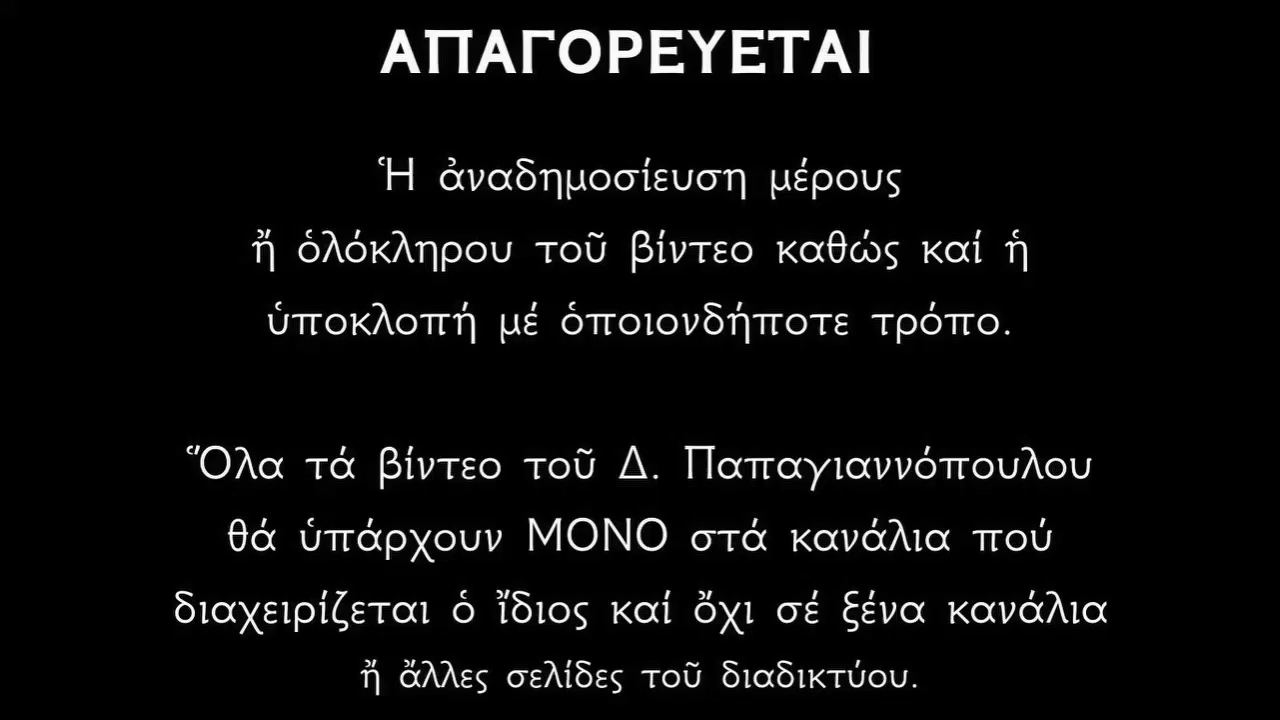 ΑΠΑΓΟΡΕΥΕΤΑΙ
Ἡ ἀναδημοσίευση μέρους
ἤ ὁλόκληρου τοῦ βίντεο καθώς καί ἡ
ὑποκλοπή μέ ὁποιονδήποτε τρόπο.
Ὅλα τά βίντεο τοῦ Δ. Παπαγιαννόπουλου
θά ὑπάρχουν ΜΟΝΟ στά κανάλια πού
διαχειρίζεται ὁ ἴδιος καί ὄχι σέ ξένα κανάλια
ἤ ἄλλες σελίδες τοῦ διαδικτύου.